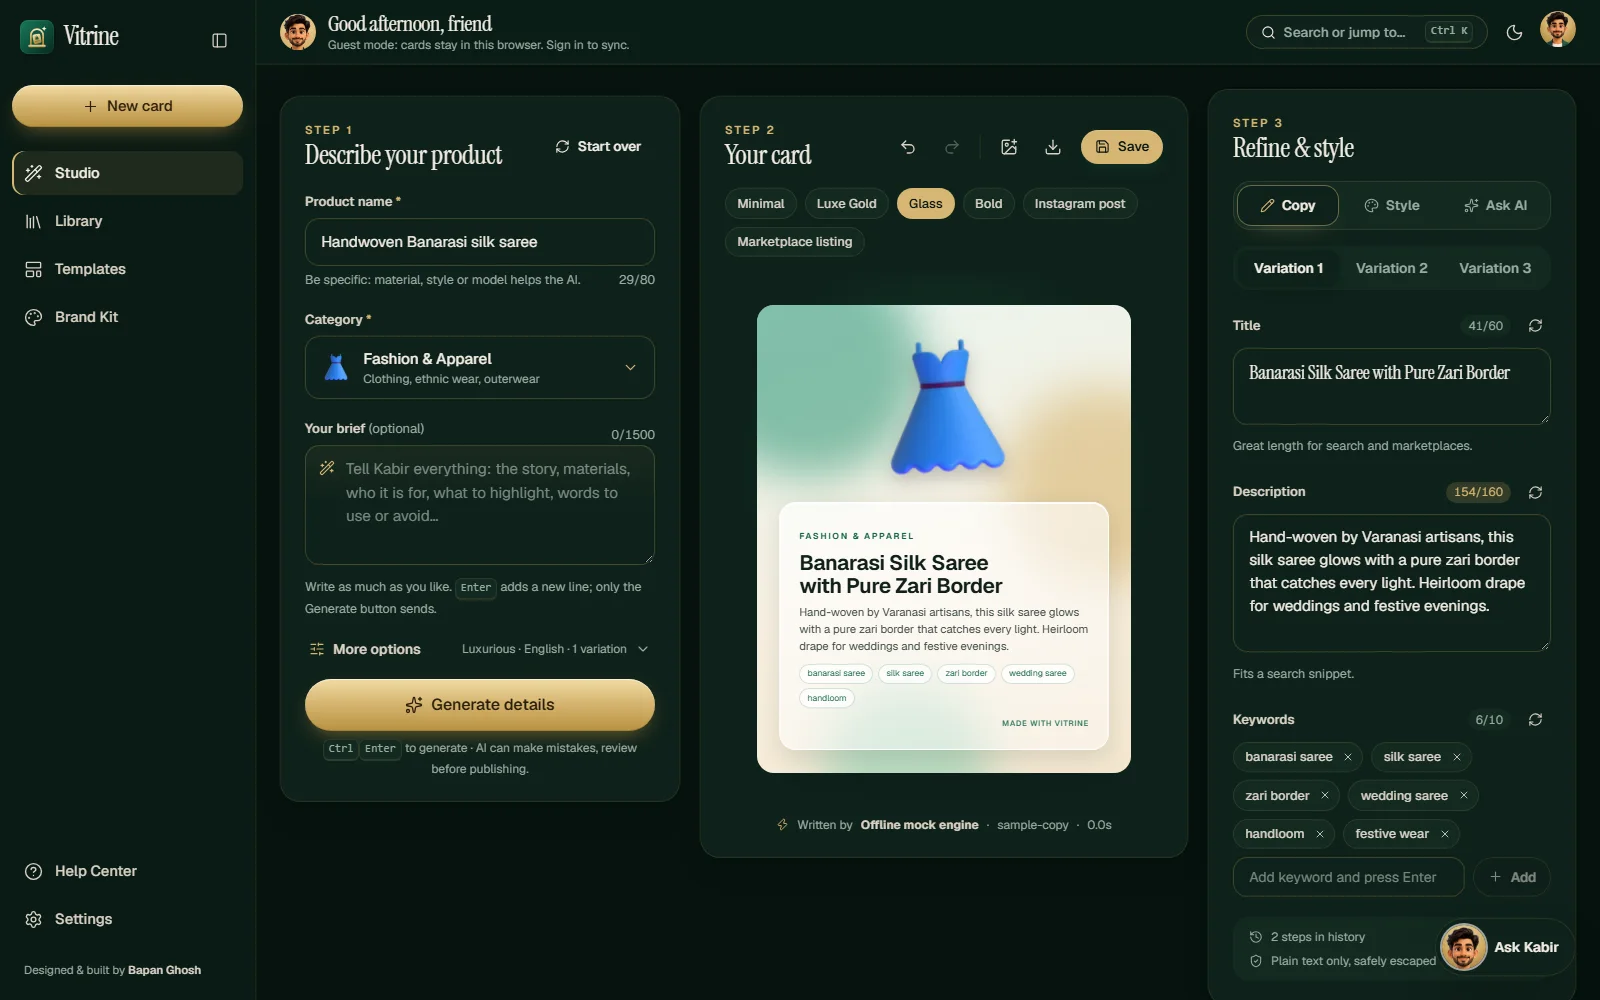 Vitrine
New card
Studio
Library
Templates
Brand Kit
Help Center
Settings
Designed & built by Bapan Ghosh
Good afternoon, friend
Guest mode: cards stay in this browser. Sign in to sync.
Search or jump to...
Ctrl K
STEP 1
Describe your product
Start over
Product name *
Handwoven Banarasi silk saree
Be specific: material, style or model helps the AI.
29/80
Category *
Fashion & Apparel
Clothing, ethnic wear, outerwear
Your brief (optional)
0/1500
Tell Kabir everything: the story, materials,
who it is for, what to highlight, words to
use or avoid...
Write as much as you like. Enter adds a new line; only the
Generate button sends.
More options
Luxurious · English · 1 variation
Generate details
Ctrl Enter to generate · AI can make mistakes, review
before publishing.
STEP 2
Your card
Save
Minimal
Luxe Gold
Glass
Bold
Instagram post
Marketplace listing
FASHION & APPAREL
Banarasi Silk Saree
with Pure Zari Border
Hand-woven by Varanasi artisans, this silk saree glows
with a pure zari border that catches every light. Heirloom
drape for weddings and festive evenings.
banarasi saree
silk saree
zari border
wedding saree
handloom
MADE WITH VITRINE
Written by Offline mock engine · sample-copy · 0.0s
STEP 3
Refine & style
Copy
Style
Ask AI
Variation 1
Variation 2
Variation 3
Title
41/60
Banarasi Silk Saree with Pure Zari Border
Great length for search and marketplaces.
Description
154/160
Hand-woven by Varanasi artisans, this
silk saree glows with a pure zari border
that catches every light. Heirloom drape
for weddings and festive evenings.
Fits a search snippet.
Keywords
6/10
banarasi saree ×
silk saree ×
zari border ×
wedding saree ×
handloom ×
festive wear ×
Add keyword and press Enter
Add
2 steps in history
Plain text only, safely escaped
Ask Kabir